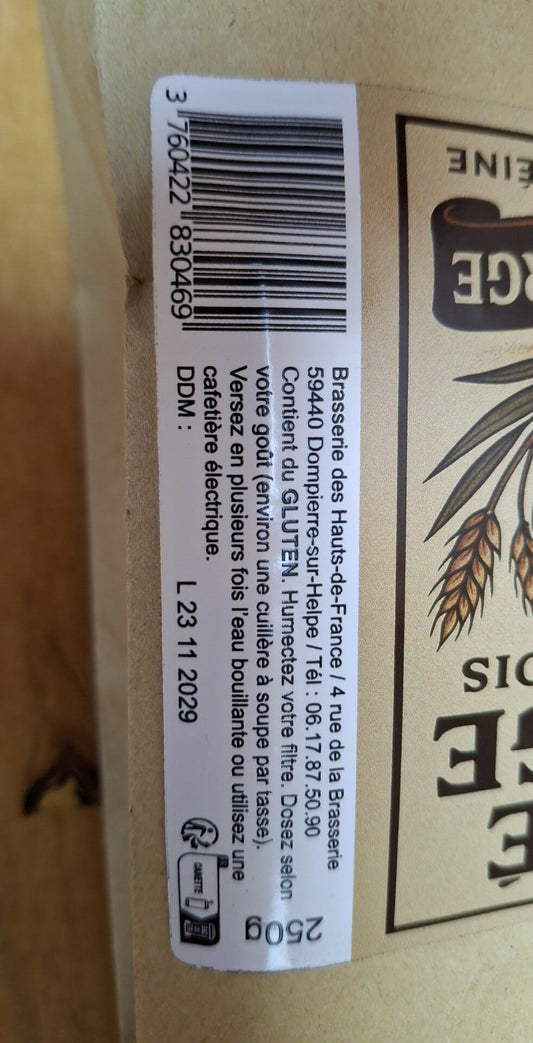 3 760422 830469
Brasserie des Hauts-de-France / 4 rue de la Brasserie
59440 Dompierre-sur-Helpe / Tél : 06.17.87.50.90
Contient du GLUTEN. Humectez votre filtre. Dosez selon
votre goût (environ une cuillère à soupe par tasse).
Versez en plusieurs fois l'eau bouillante ou utilisez une
cafetière électrique.
DDM : L 23 11 2029
250g
CANETTE